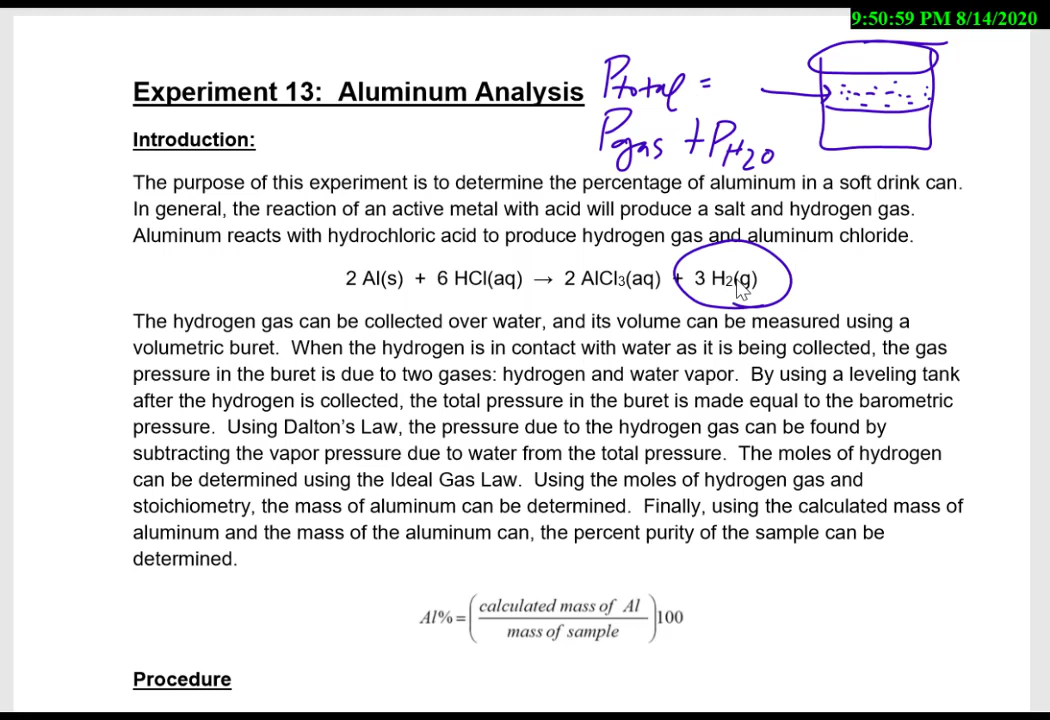 9:50:59 PM 8/14/2020
Experiment 13: Aluminum Analysis
Ptotal =
Pgas + PH2O
Introduction:
The purpose of this experiment is to determine the percentage of aluminum in a soft drink can.
In general, the reaction of an active metal with acid will produce a salt and hydrogen gas.
Aluminum reacts with hydrochloric acid to produce hydrogen gas and aluminum chloride.
2 Al(s) + 6 HCl(aq) → 2 AlCl3(aq) + 3 H2(g)
The hydrogen gas can be collected over water, and its volume can be measured using a
volumetric buret. When the hydrogen is in contact with water as it is being collected, the gas
pressure in the buret is due to two gases: hydrogen and water vapor. By using a leveling tank
after the hydrogen is collected, the total pressure in the buret is made equal to the barometric
pressure. Using Dalton's Law, the pressure due to the hydrogen gas can be found by
subtracting the vapor pressure due to water from the total pressure. The moles of hydrogen
can be determined using the Ideal Gas Law. Using the moles of hydrogen gas and
stoichiometry, the mass of aluminum can be determined. Finally, using the calculated mass of
aluminum and the mass of the aluminum can, the percent purity of the sample can be
determined.
Al% = (calculated mass of Al / mass of sample)100
Procedure